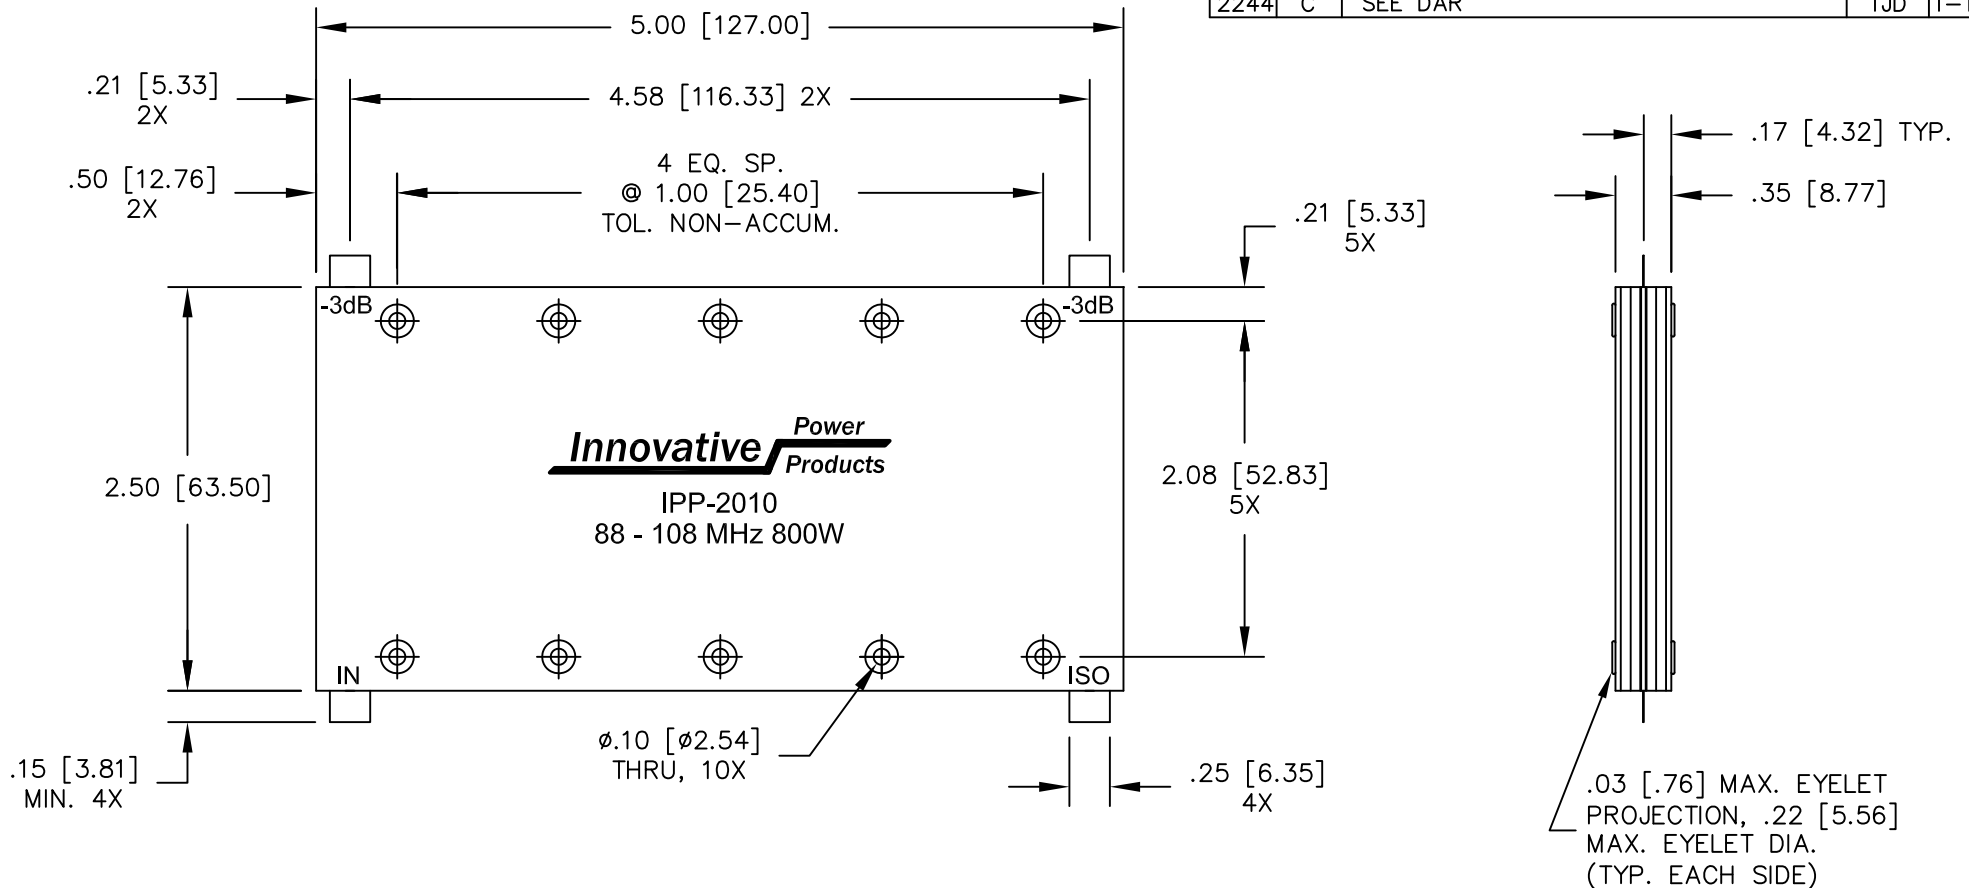 2244 C SEE DAR TJD
5.00 [127.00]
.21 [5.33]
2X
4.58 [116.33] 2X
.17 [4.32] TYP.
4 EQ. SP.
@ 1.00 [25.40]
TOL. NON-ACCUM.
.50 [12.76]
2X
.35 [8.77]
.21 [5.33]
5X
-3dB
-3dB
Innovative Power Products
IPP-2010
88 - 108 MHz 800W
2.50 [63.50]
2.08 [52.83]
5X
IN
ISO
ø.10 [ø2.54]
THRU, 10X
.15 [3.81]
MIN. 4X
.25 [6.35]
4X
.03 [.76] MAX. EYELET
PROJECTION, .22 [5.56]
MAX. EYELET DIA.
(TYP. EACH SIDE)